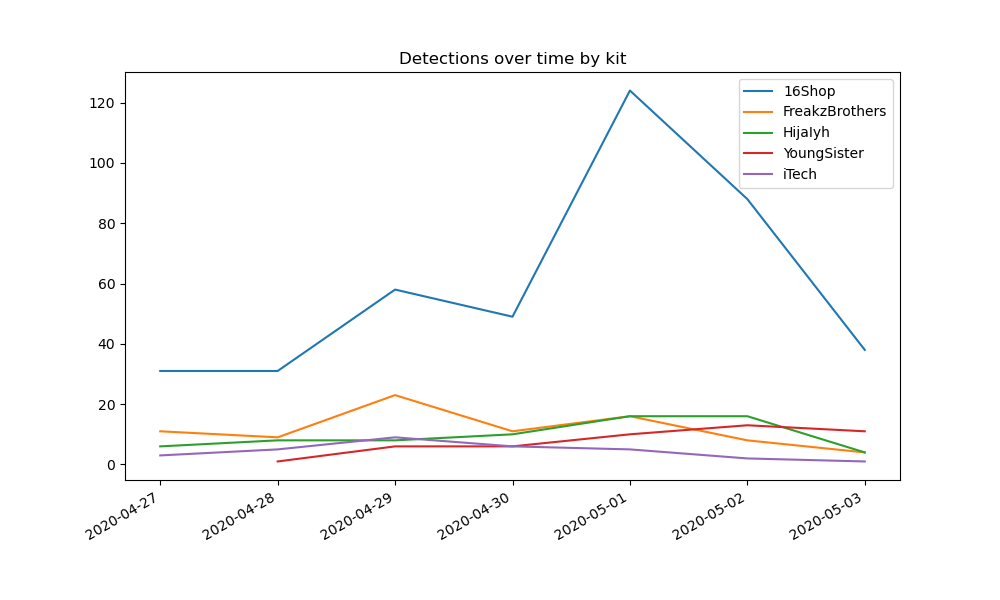 Detections over time by kit
120
100
80
60
40
20
0
16Shop
FreakzBrothers
Hijalyh
YoungSister
iTech
2020-04-27
2020-04-28
2020-04-29
2020-04-30
2020-05-01
2020-05-02
2020-05-03